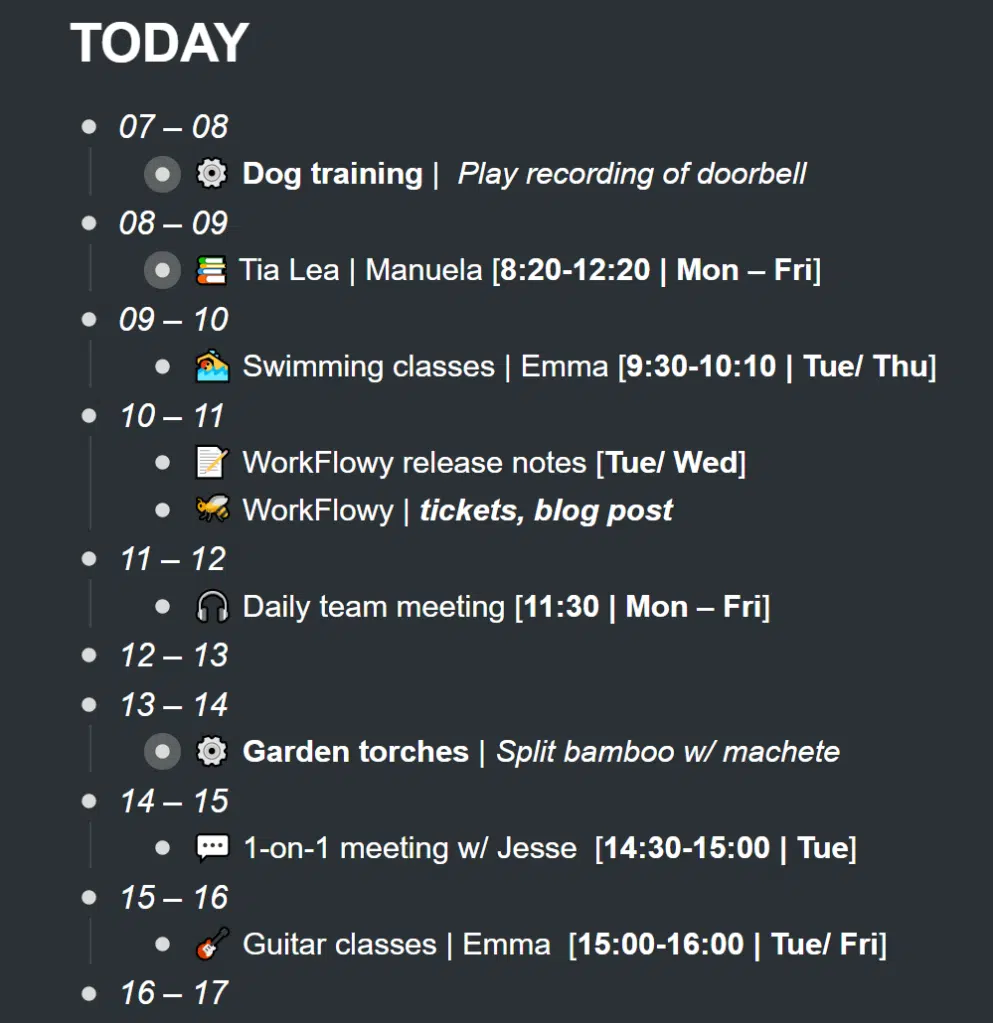 TODAY
07 – 08
Dog training | Play recording of doorbell
08 – 09
Tia Lea | Manuela [8:20-12:20 | Mon – Fri]
09 – 10
Swimming classes | Emma [9:30-10:10 | Tue/ Thu]
10 – 11
WorkFlowy release notes [Tue/ Wed]
WorkFlowy | tickets, blog post
11 – 12
Daily team meeting [11:30 | Mon – Fri]
12 – 13
13 – 14
Garden torches | Split bamboo w/ machete
14 – 15
1-on-1 meeting w/ Jesse [14:30-15:00 | Tue]
15 – 16
Guitar classes | Emma [15:00-16:00 | Tue/ Fri]
16 – 17